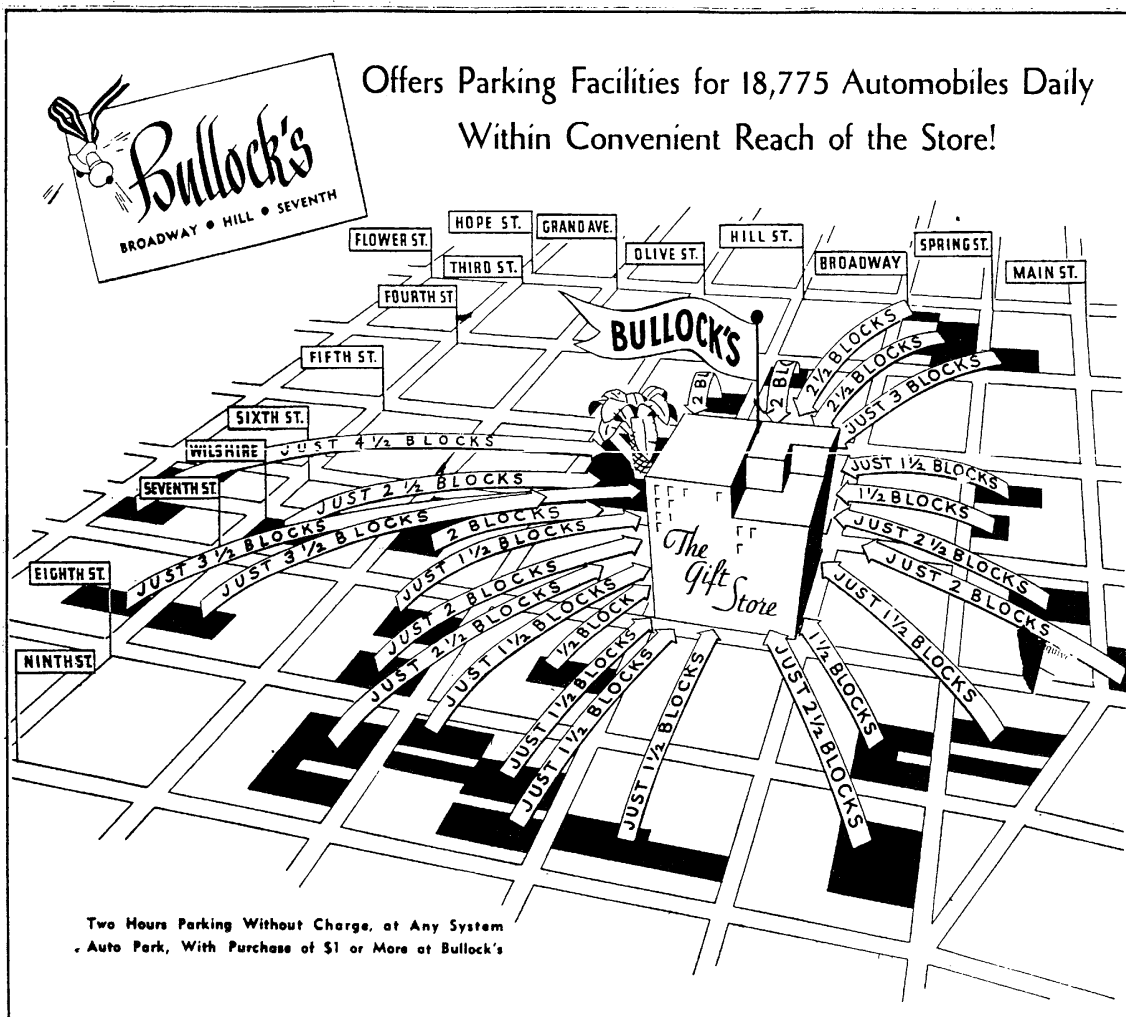 Offers Parking Facilities for 18,775 Automobiles Daily
Within Convenient Reach of the Store!
Bullock's
BROADWAY • HILL • SEVENTH
FLOWER ST.
HOPE ST.
GRAND AVE.
THIRD ST.
OLIVE ST.
HILL ST.
BROADWAY
SPRING ST.
MAIN ST.
FOURTH ST
FIFTH ST.
SIXTH ST.
WILSHIRE
SEVENTH ST.
EIGHTH ST.
NINTH ST.
BULLOCK'S
2 BL
2 BLO
2½ BLOCKS
2½ BLOCKS
JUST 3 BLOCKS
JUST 4½ BLOCKS
JUST 2½ BLOCKS
JUST 3½ BLOCKS
JUST 3½ BLOCKS
2 BLOCKS
JUST 1½ BLOCKS
JUST 2 BLOCKS
JUST 2½ BLOCKS
JUST 1½ BLOCKS
½ BLOCK
JUST 1½ BLOCKS
JUST 1½ BLOCKS
JUST 1½ BLOCKS
The
Gift
Store
JUST 1½ BLOCKS
1½ BLOCKS
JUST 2½ BLOCKS
JUST 2 BLOCKS
JUST 1½ BLOCKS
1½ BLOCKS
JUST 2½ BLOCKS
Two Hours Parking Without Charge, at Any System
Auto Park, With Purchase of $1 or More at Bullock's